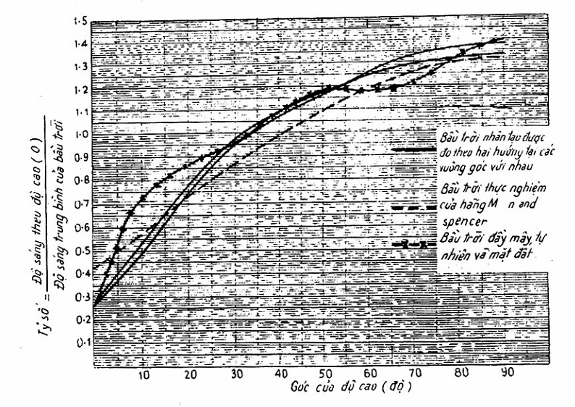 1·5
1·4
1·3
1·2
1·1
1·0
0·9
0·8
0·7
0·6
0·5
0·4
0·3
0·2
0·1
Tỷ số = Độ sáng theo độ cao (O)
Độ sáng trung bình của bầu trời
Bầu trời nhân tạo được
đo theo hai hướng lại các
vuông góc với nhau
Bầu trời thực nghiệm
của hãng M n and
spencer
Bầu trời đầy mây, tự
nhiên và mặt đất
10 20 30 40 50 60 70 80 90
Góc của độ cao (độ)